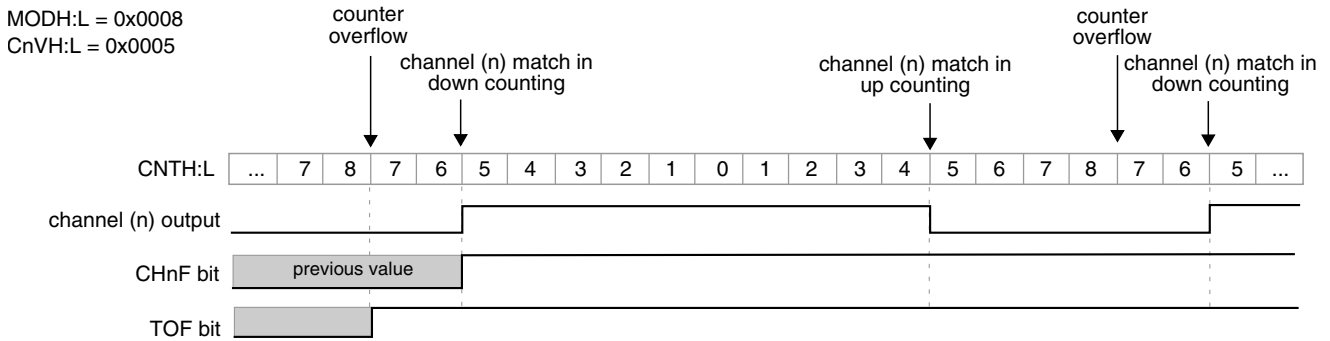 MODH:L = 0x0008
CnVH:L = 0x0005
counter
overflow
channel (n) match in
down counting
channel (n) match in
up counting
counter
overflow
channel (n) match in
down counting
CNTH:L ... 7 8 7 6 5 4 3 2 1 0 1 2 3 4 5 6 7 8 7 6 5 ...
channel (n) output
CHnF bit previous value
TOF bit